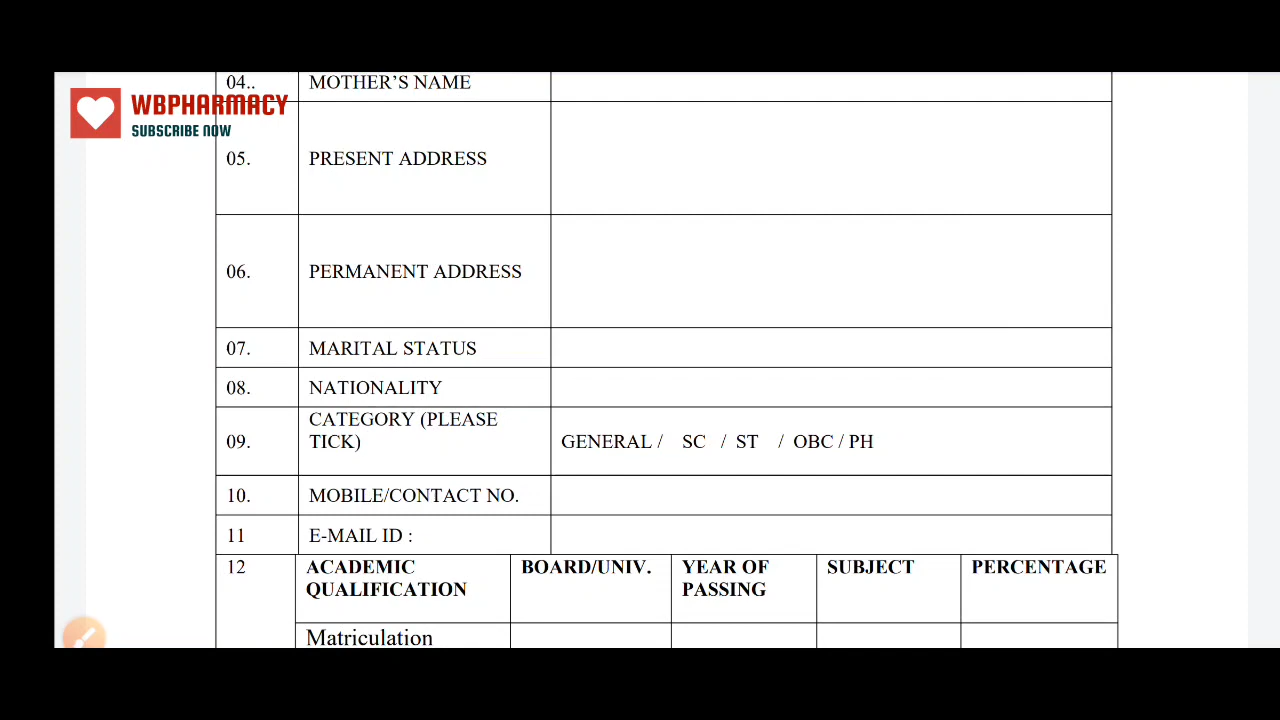 04.. MOTHER’S NAME
WBPHARMACY
SUBSCRIBE NOW
05. PRESENT ADDRESS
06. PERMANENT ADDRESS
07. MARITAL STATUS
08. NATIONALITY
CATEGORY (PLEASE
09. TICK) GENERAL / SC / ST / OBC / PH
10. MOBILE/CONTACT NO.
11 E-MAIL ID :
12 ACADEMIC BOARD/UNIV. YEAR OF SUBJECT PERCENTAGE
QUALIFICATION PASSING
Matriculation